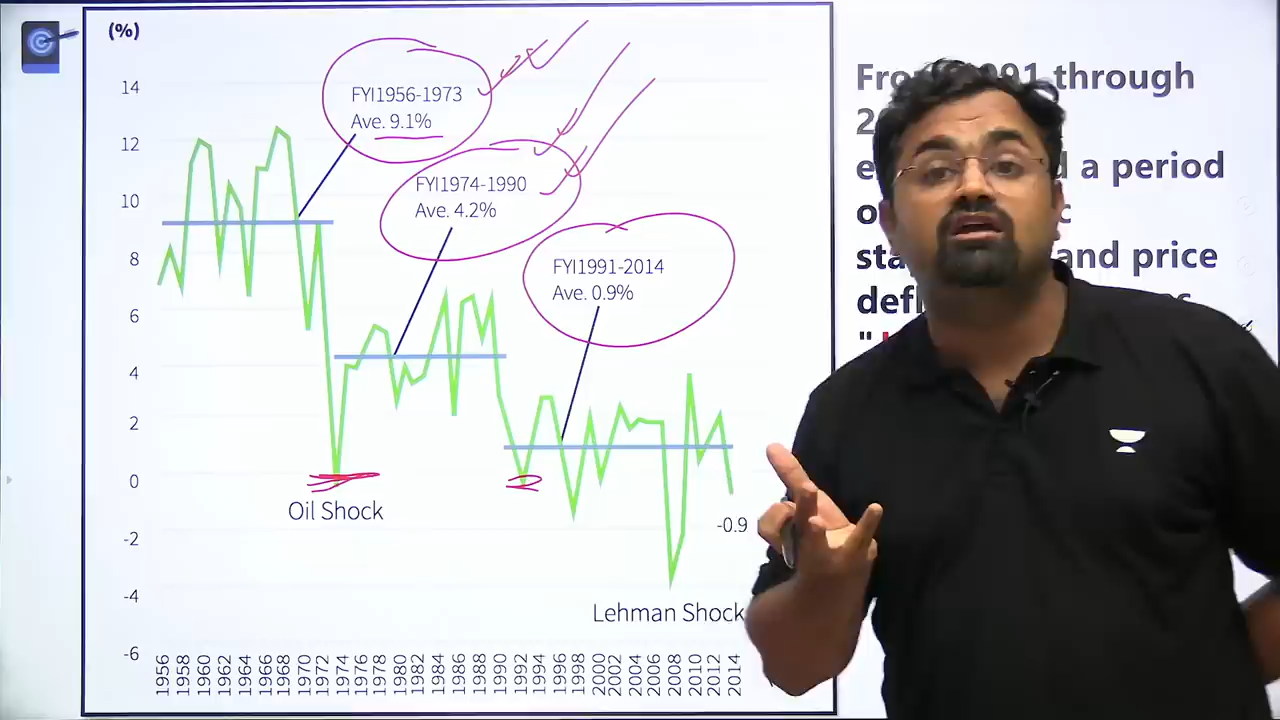 (%)
14
12
10
8
6
4
2
0
-2
-4
-6
FYI1956-1973
Ave. 9.1%
FYI1974-1990
Ave. 4.2%
FYI1991-2014
Ave. 0.9%
Oil Shock
-0.9
Lehman Shock
1956 1958 1960 1962 1964 1966 1968 1970 1972 1974 1976 1978 1980 1982 1984 1986 1988 1990 1992 1994 1996 1998 2000 2002 2004 2006 2008 2010 2012 2014
through
a period
and price
"